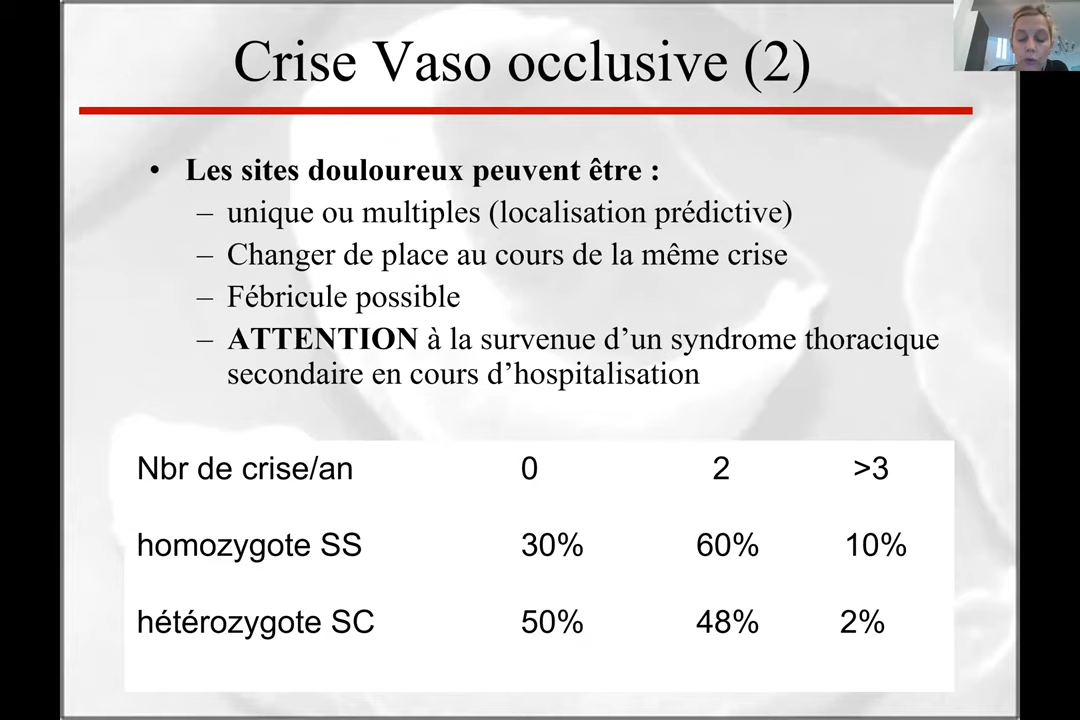 Crise Vaso occlusive (2)
• Les sites douloureux peuvent être :
– unique ou multiples (localisation prédictive)
– Changer de place au cours de la même crise
– Fébricule possible
– ATTENTION à la survenue d’un syndrome thoracique
secondaire en cours d’hospitalisation
Nbr de crise/an 0 2 >3
homozygote SS 30% 60% 10%
hétérozygote SC 50% 48% 2%